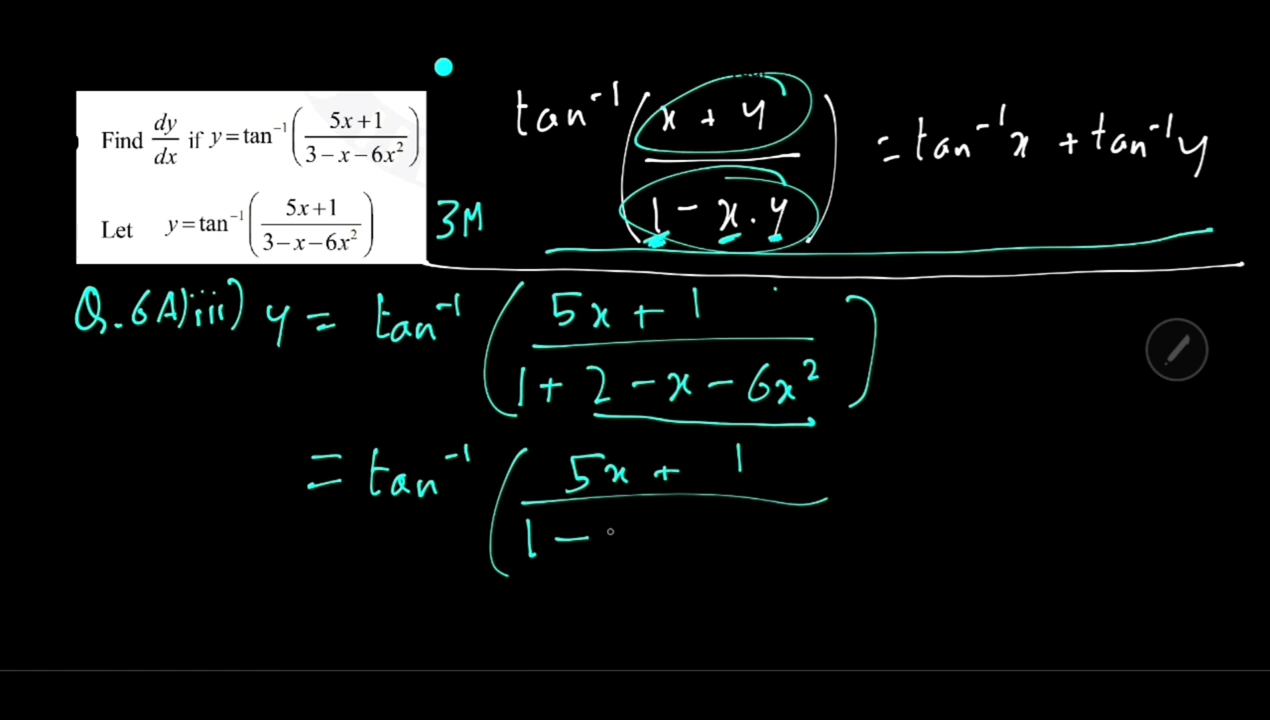 Find dy/dx if y=tan⁻¹((5x+1)/(3−x−6x²))
Let y=tan⁻¹((5x+1)/(3−x−6x²))
3M
tan⁻¹((x + y)/(1 − x . y)) = tan⁻¹x + tan⁻¹y
Q.6A)iii) y = tan⁻¹((5x + 1)/(1 + 2 − x − 6x²))
= tan⁻¹((5x + 1)/(1 −